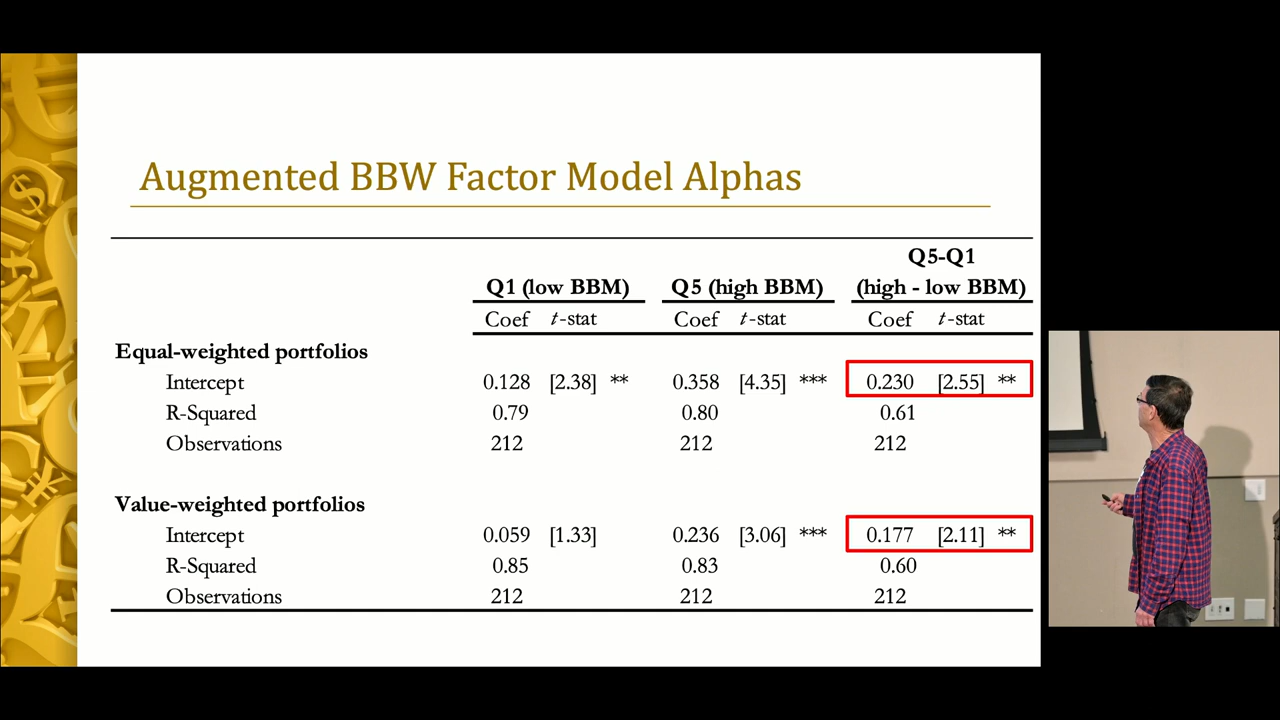 Augmented BBW Factor Model Alphas
Q5-Q1
Q1 (low BBM) Q5 (high BBM) (high - low BBM)
Coef t-stat Coef t-stat Coef t-stat
Equal-weighted portfolios
Intercept 0.128 [2.38] ** 0.358 [4.35] *** 0.230 [2.55] **
R-Squared 0.79 0.80 0.61
Observations 212 212 212
Value-weighted portfolios
Intercept 0.059 [1.33] 0.236 [3.06] *** 0.177 [2.11] **
R-Squared 0.85 0.83 0.60
Observations 212 212 212